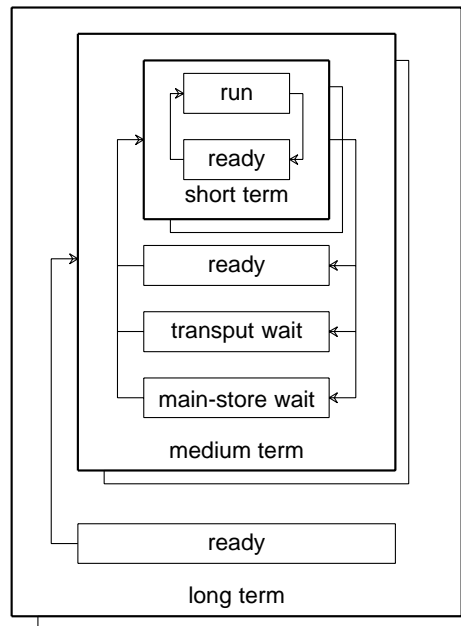 run
ready
short term
ready
transput wait
main-store wait
medium term
ready
long term